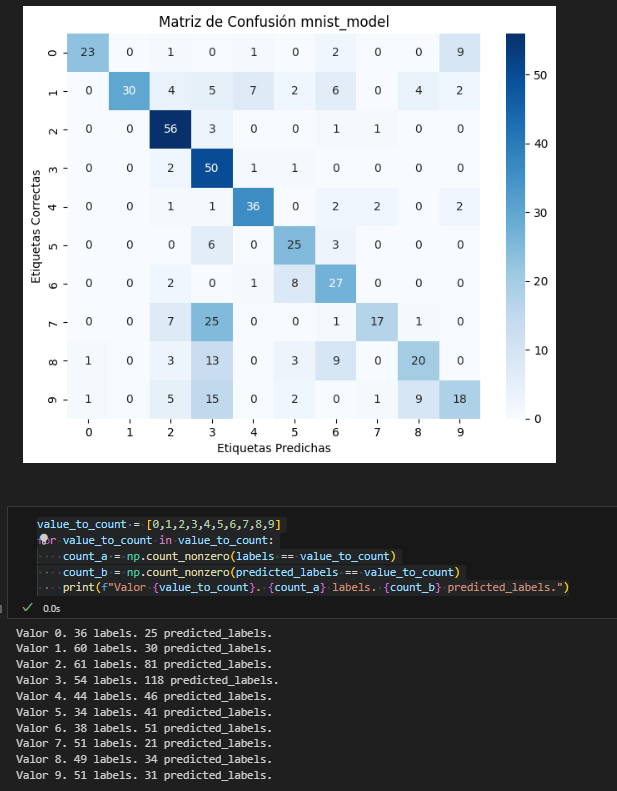 Matriz de Confusión mnist_model
Etiquetas Correctas
0 23 0 1 0 1 0 2 0 0 9
1 0 30 4 5 7 2 6 0 4 2
2 0 0 56 3 0 0 1 1 0 0
3 0 0 2 50 1 1 0 0 0 0
4 0 0 1 1 36 0 2 2 0 2
5 0 0 0 6 0 25 3 0 0 0
6 0 0 2 0 1 8 27 0 0 0
7 0 0 7 25 0 0 1 17 1 0
8 1 0 3 13 0 3 9 0 20 0
9 1 0 5 15 0 2 0 1 9 18
0 1 2 3 4 5 6 7 8 9
Etiquetas Predichas
50
40
30
20
10
0
value_to_count = [0,1,2,3,4,5,6,7,8,9]
for value_to_count in value_to_count:
    count_a = np.count_nonzero(labels == value_to_count)
    count_b = np.count_nonzero(predicted_labels == value_to_count)
    print(f"Valor {value_to_count}. {count_a} labels. {count_b} predicted_labels.")
0.0s
Valor 0. 36 labels. 25 predicted_labels.
Valor 1. 60 labels. 30 predicted_labels.
Valor 2. 61 labels. 81 predicted_labels.
Valor 3. 54 labels. 118 predicted_labels.
Valor 4. 44 labels. 46 predicted_labels.
Valor 5. 34 labels. 41 predicted_labels.
Valor 6. 38 labels. 51 predicted_labels.
Valor 7. 51 labels. 21 predicted_labels.
Valor 8. 49 labels. 34 predicted_labels.
Valor 9. 51 labels. 31 predicted_labels.